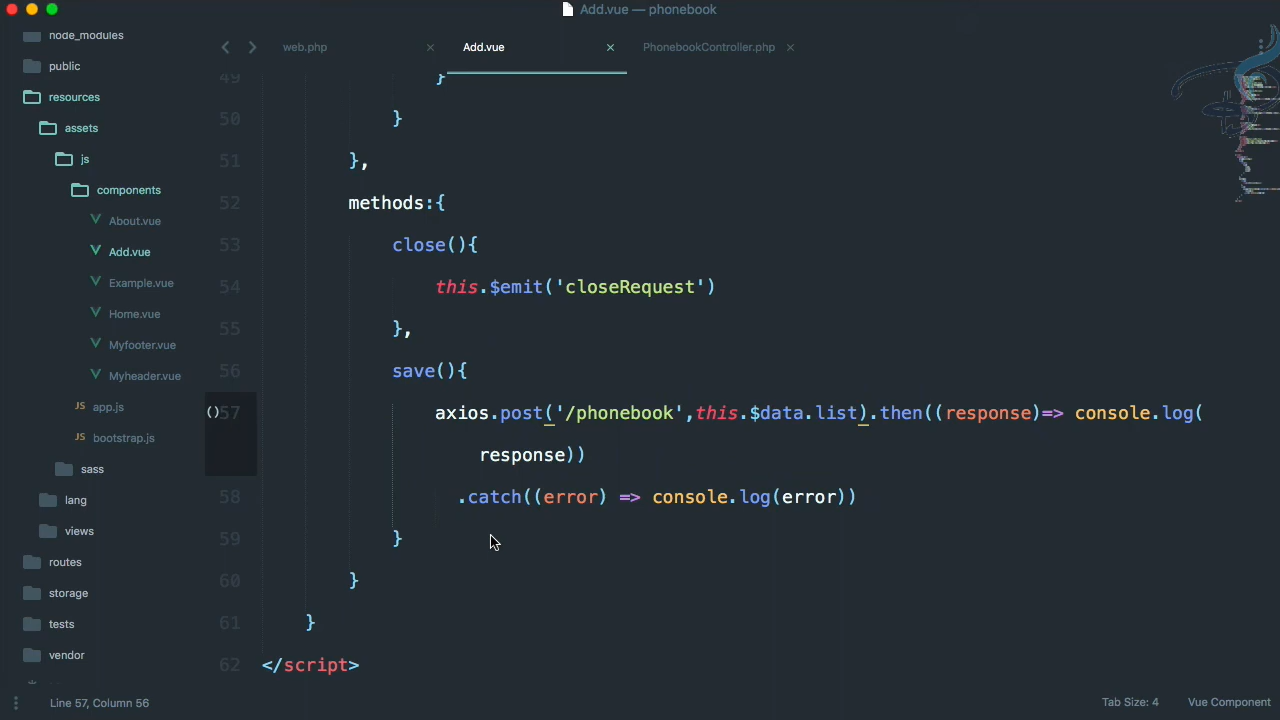 Add.vue — phonebook
node_modules
public
resources
assets
js
components
About.vue
Add.vue
Example.vue
Home.vue
Myfooter.vue
Myheader.vue
JS app.js
JS bootstrap.js
sass
lang
views
routes
storage
tests
vendor
web.php × Add.vue × PhonebookController.php ×
49 }
50 }
51 },
52 methods:{
53 close(){
54 this.$emit('closeRequest')
55 },
56 save(){
()57 axios.post('/phonebook',this.$data.list).then((response)=> console.log(
response))
58 .catch((error) => console.log(error))
59 }
60 }
61 }
62 </script>
Line 57, Column 56
Tab Size: 4 Vue Component